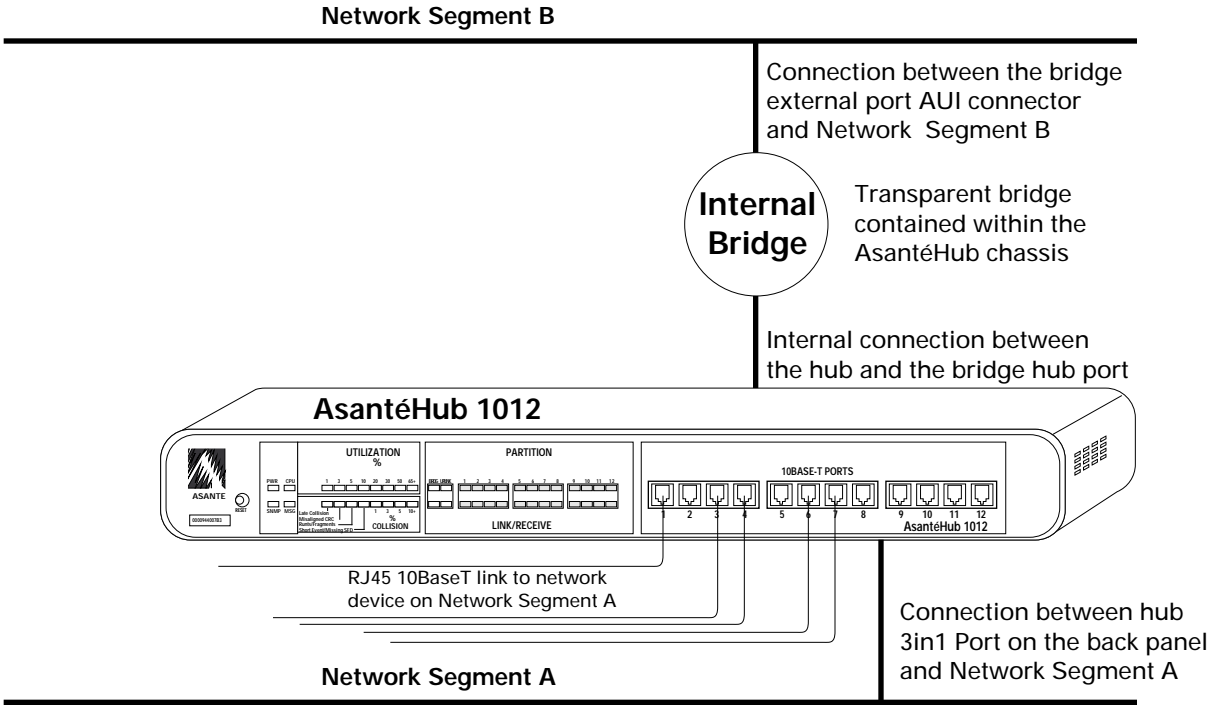 Network Segment B
Connection between the bridge
external port AUI connector
and Network Segment B
Internal
Bridge
Transparent bridge
contained within the
AsantéHub chassis
Internal connection between
the hub and the bridge hub port
AsantéHub 1012
UTILIZATION
%
PARTITION
10BASE-T PORTS
PWR CPU
1 3 5 10 20 30 50 65+
1 2 3 4 5 6 7 8 9 10 11 12
ASANTE
RESET
000094400783
SNMP MSG
Late Collision
Misaligned CRC
Runts/Fragments
Short Event/Missing SFD
1 3 5 10+
%
COLLISION
LINK/RECEIVE
1 2 3 4 5 6 7 8 9 10 11 12
AsantéHub 1012
RJ45 10BaseT link to network
device on Network Segment A
Connection between hub
3in1 Port on the back panel
and Network Segment A
Network Segment A